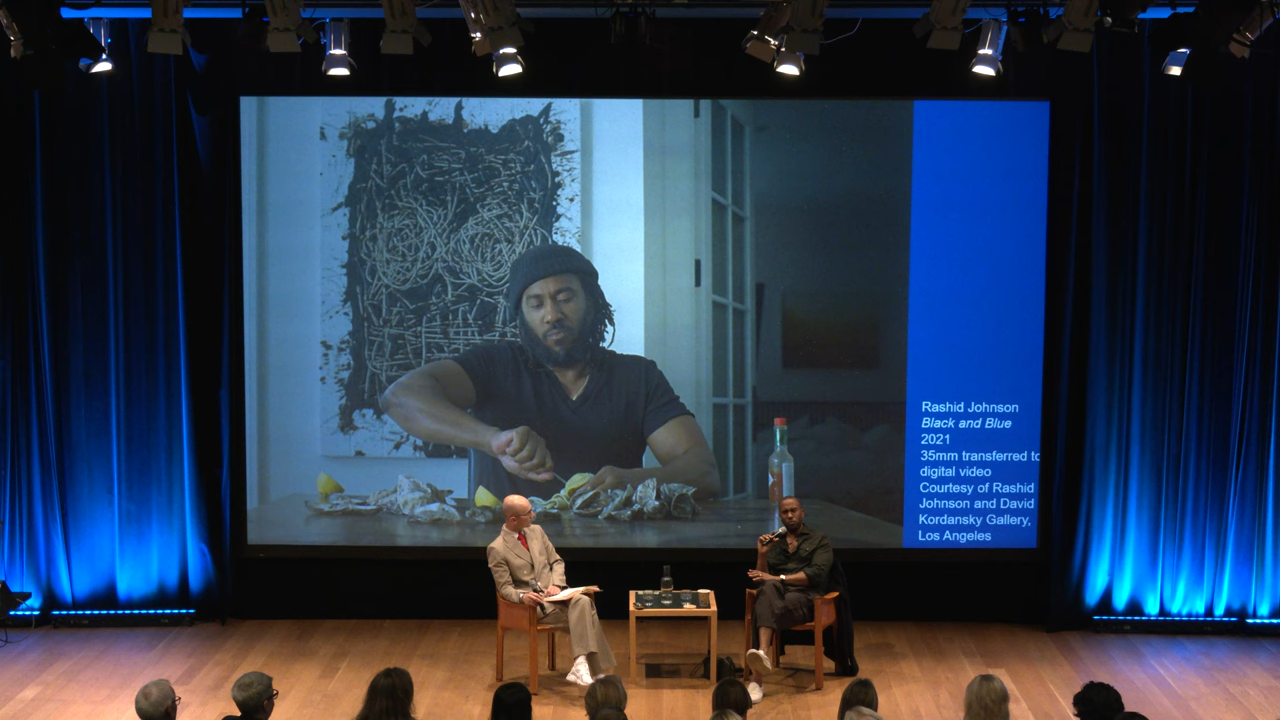 Rashid Johnson
Black and Blue
2021
35mm transferred to
digital video
Courtesy of Rashid
Johnson and David
Kordansky Gallery,
Los Angeles